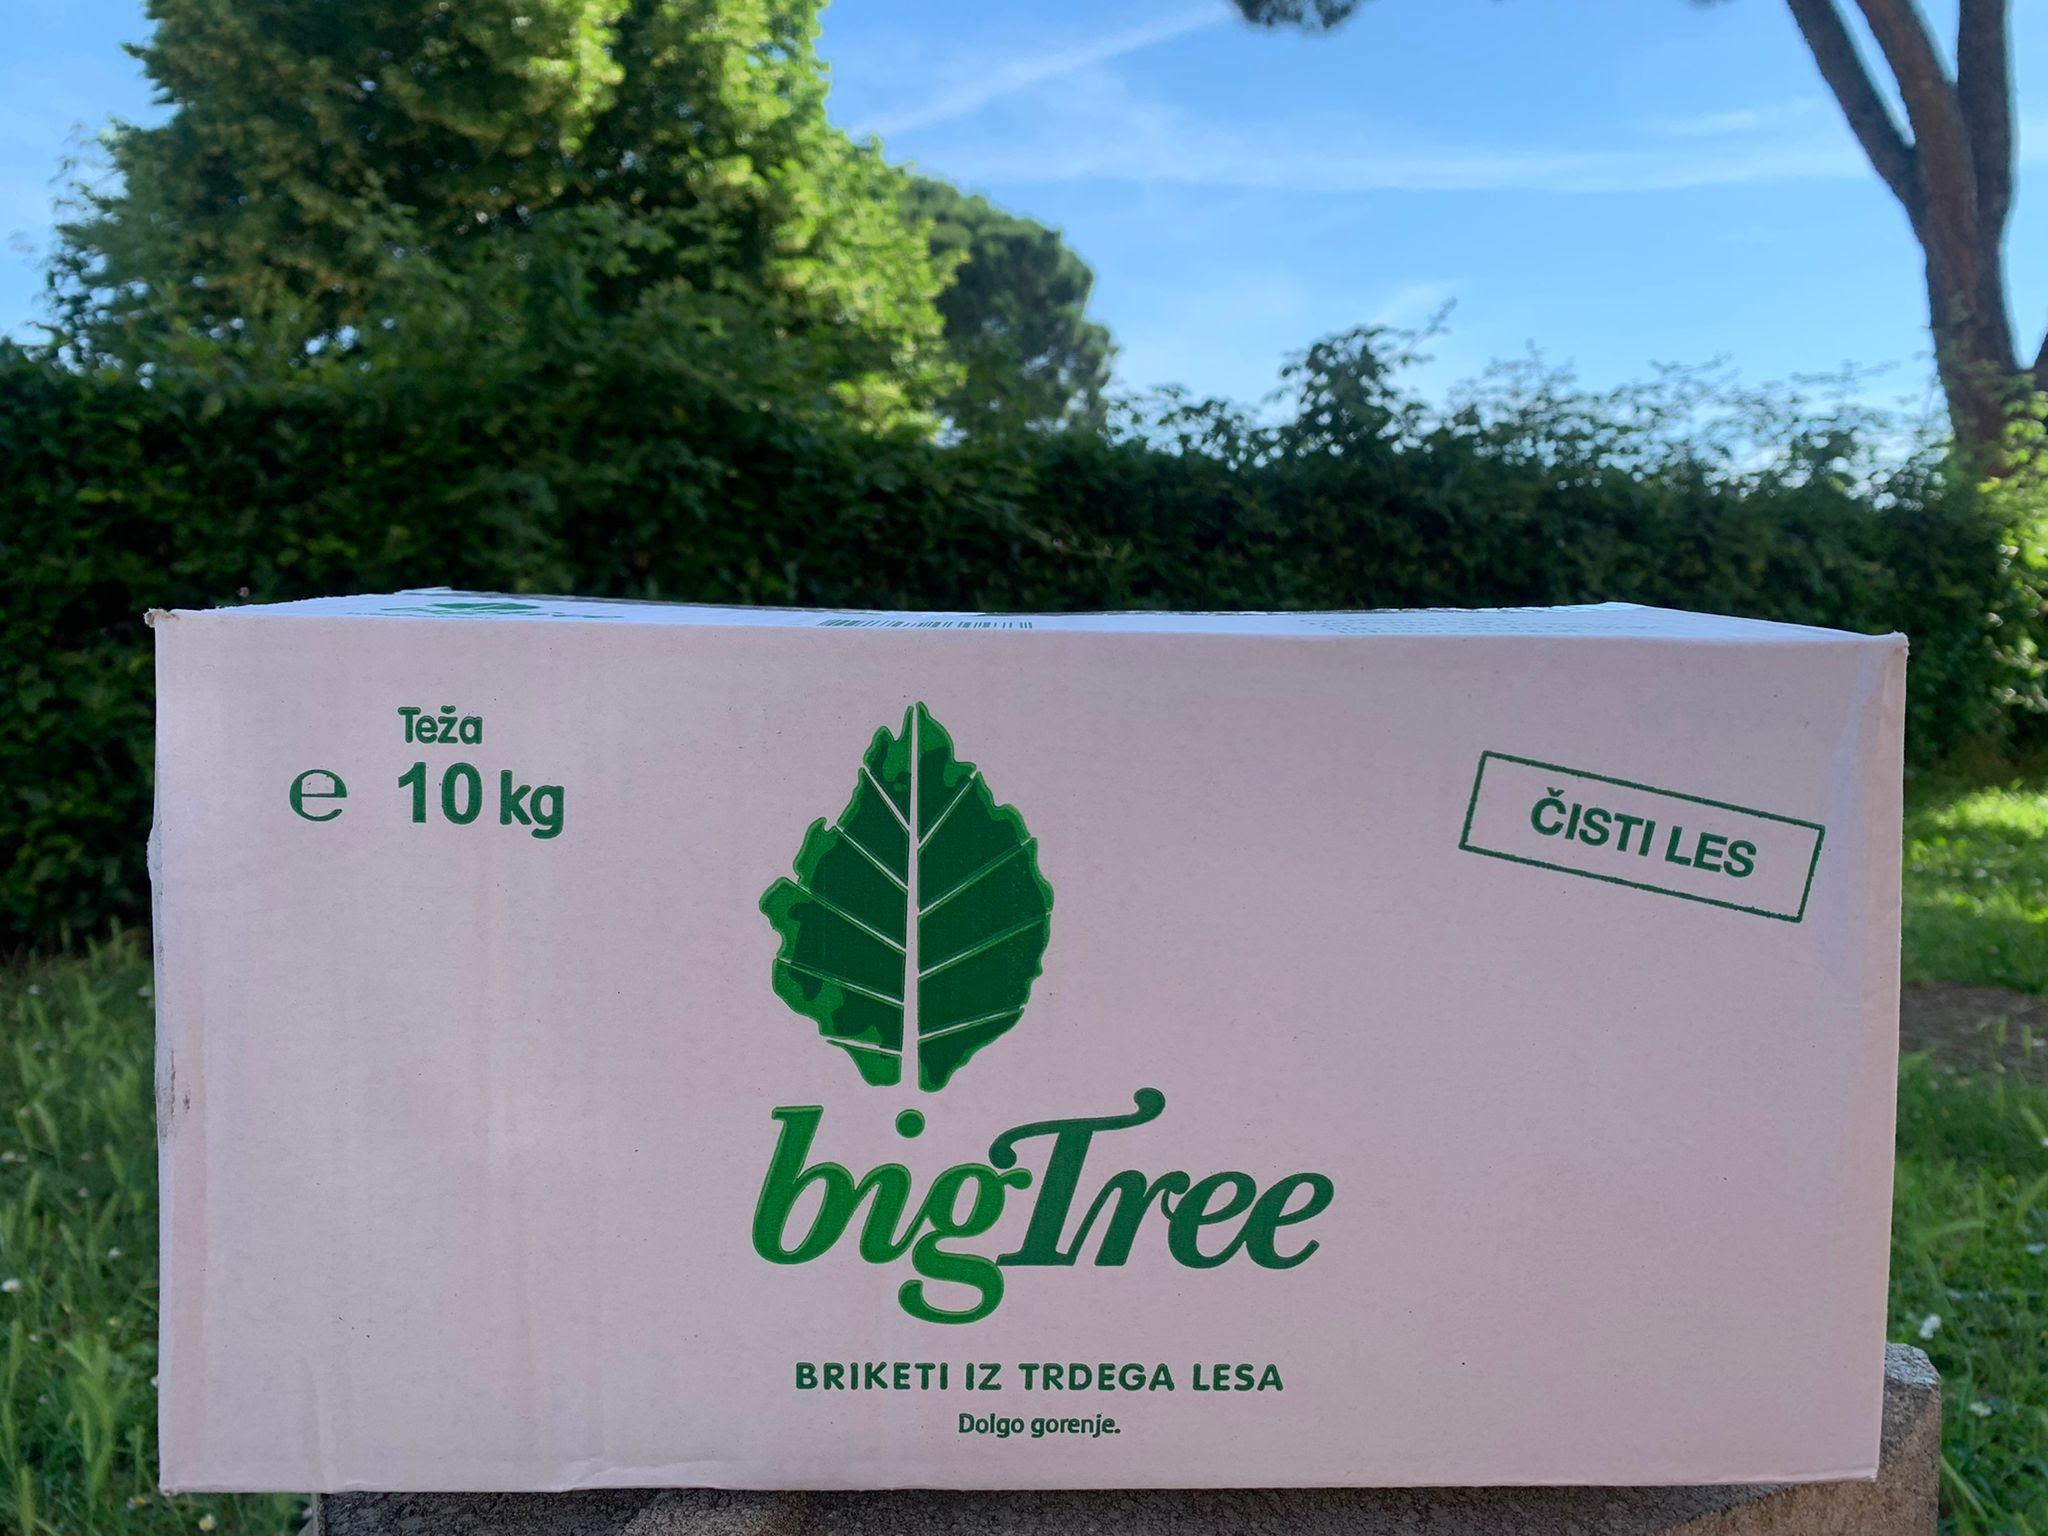 Teža
℮ 10 kg
ČISTI LES
bigTree
BRIKETI IZ TRDEGA LESA
Dolgo gorenje.